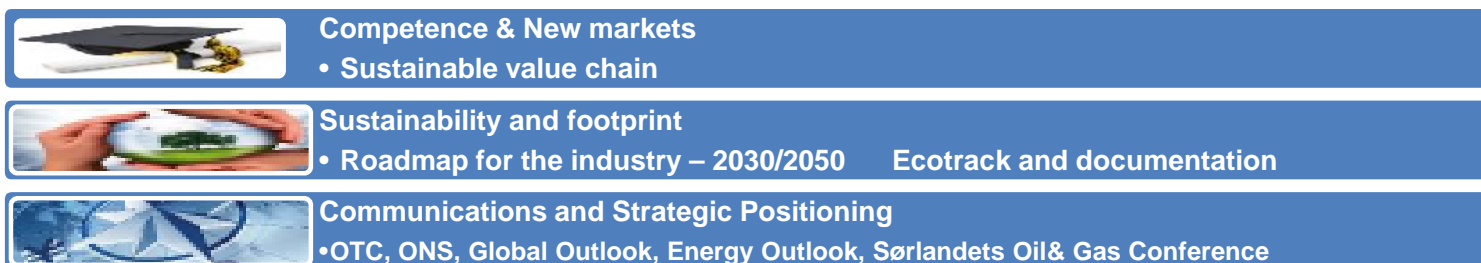 Competence & New markets
• Sustainable value chain
Sustainability and footprint
• Roadmap for the industry – 2030/2050 Ecotrack and documentation
Communications and Strategic Positioning
•OTC, ONS, Global Outlook, Energy Outlook, Sørlandets Oil& Gas Conference